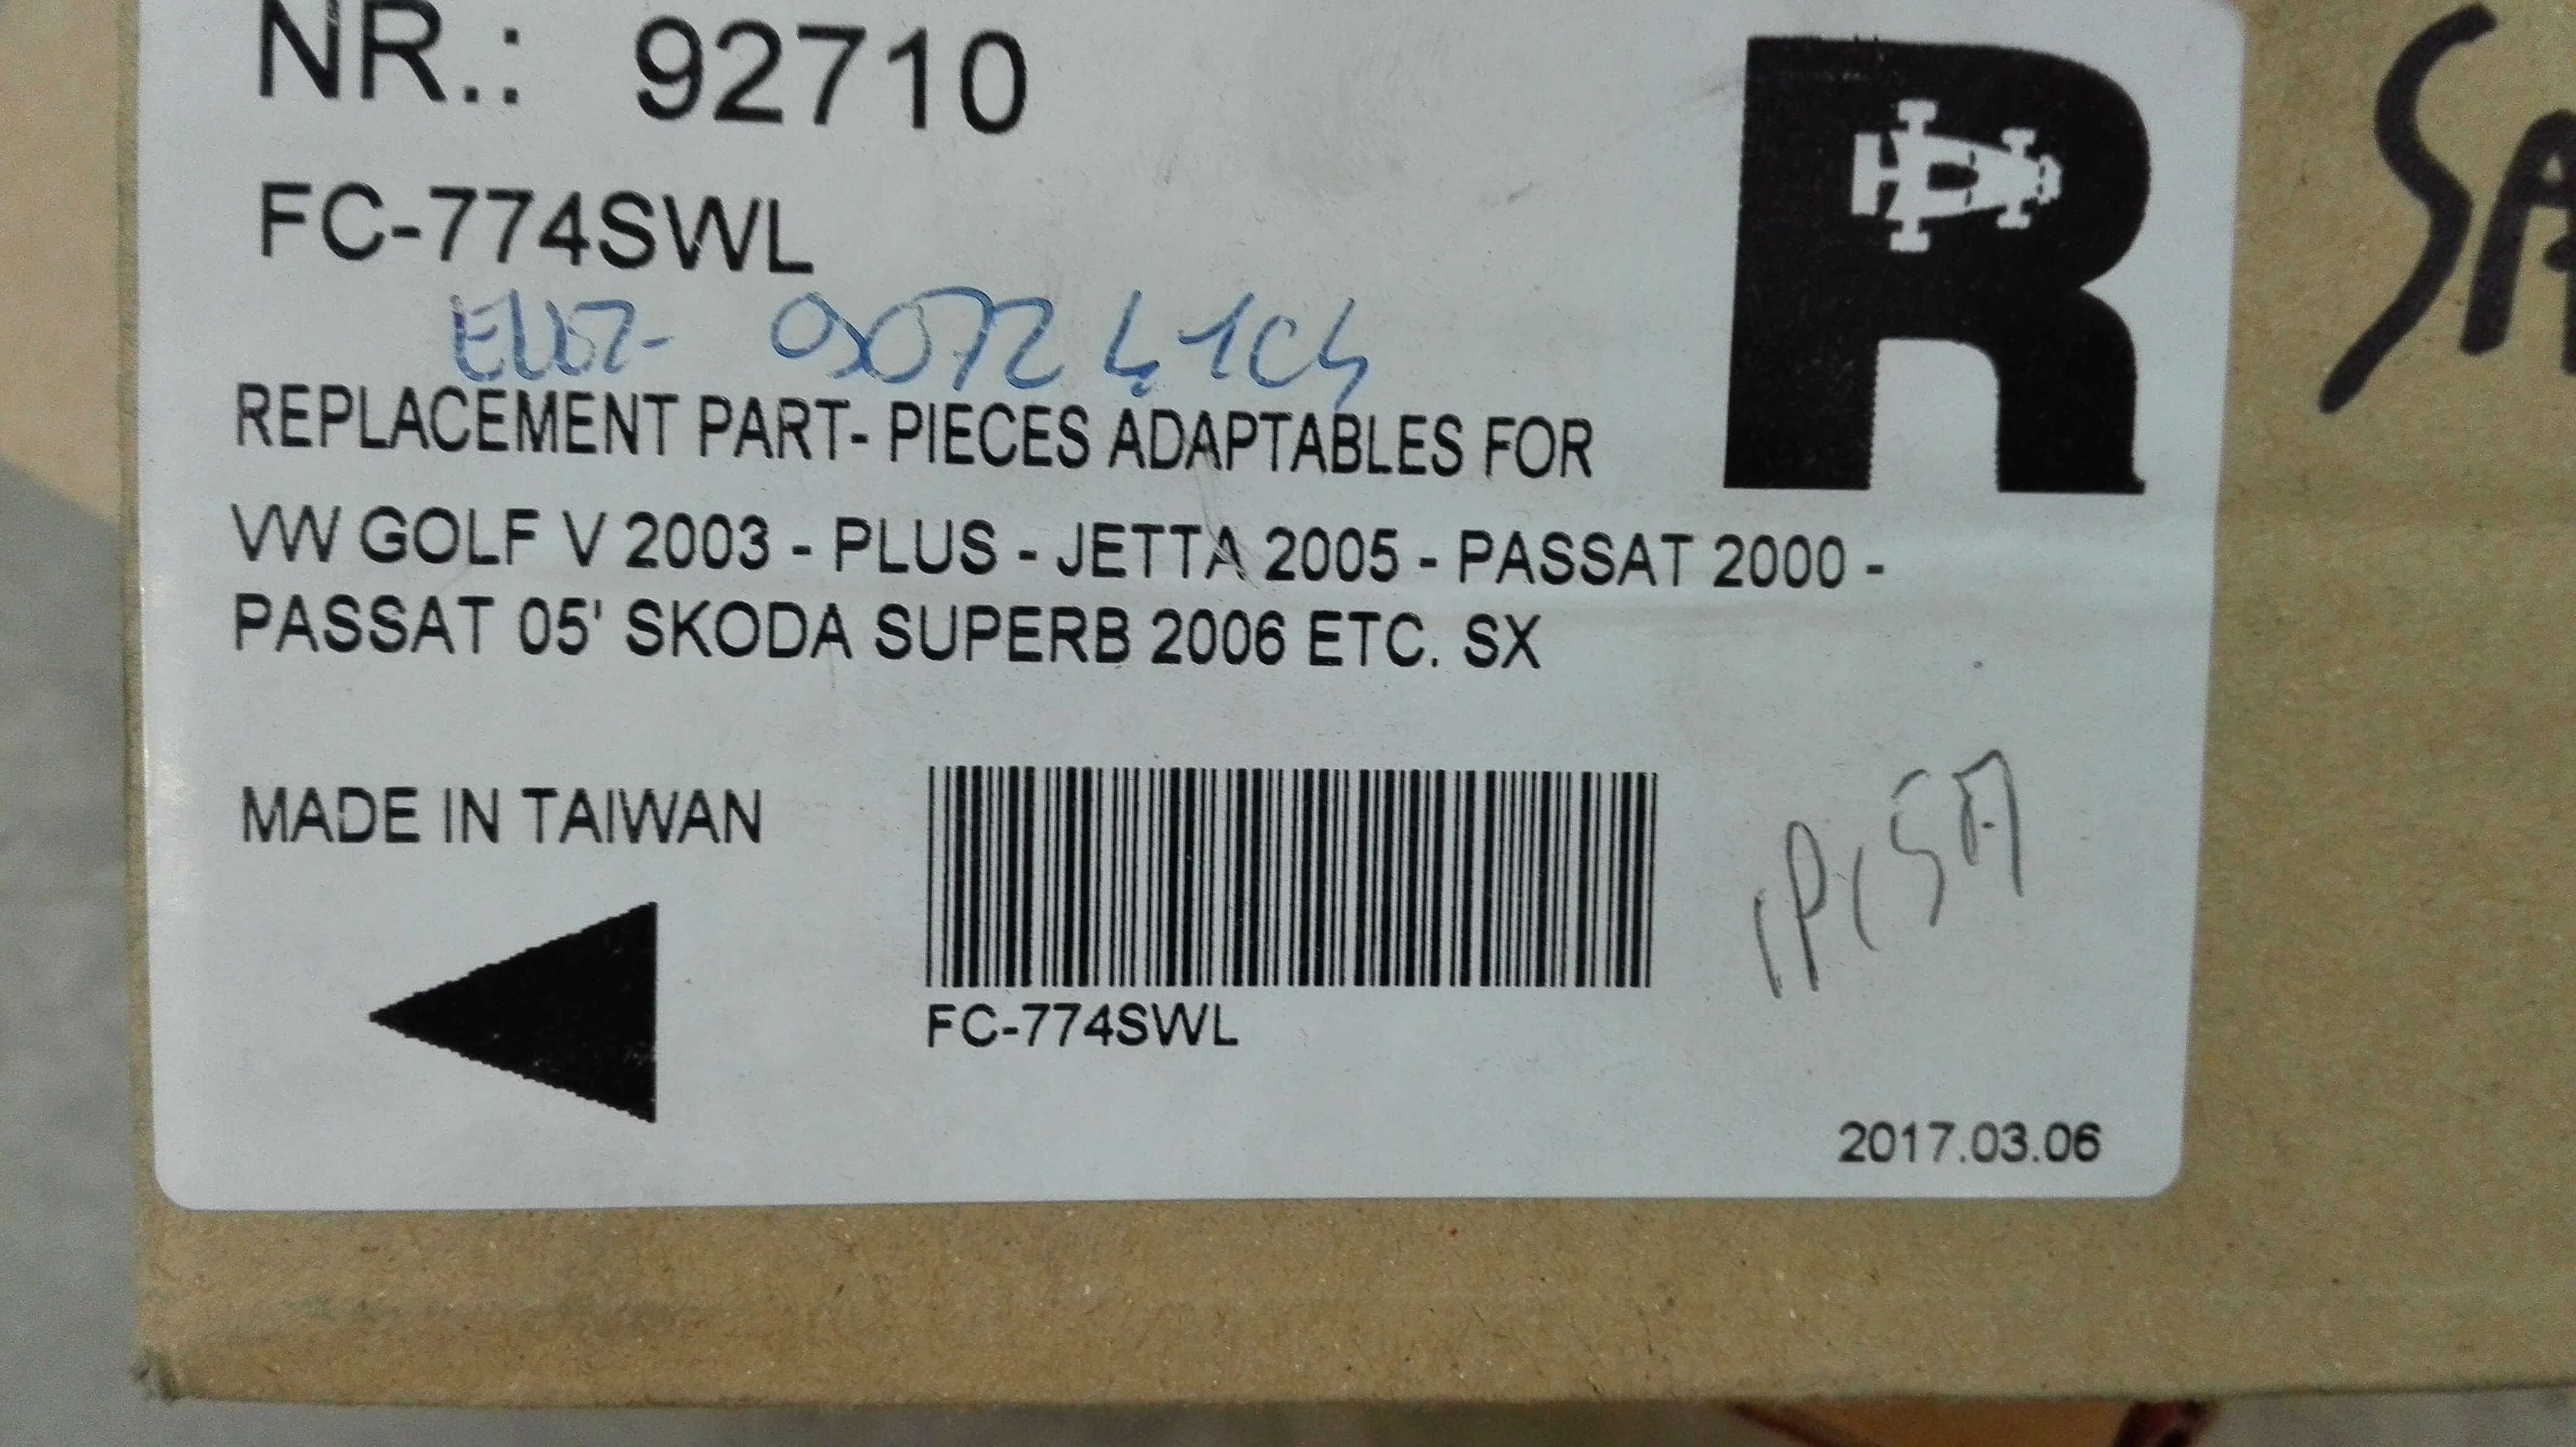 NR.: 92710
FC-774SWL
REPLACEMENT PART- PIECES ADAPTABLES FOR
VW GOLF V 2003 - PLUS - JETTA 2005 - PASSAT 2000 -
PASSAT 05' SKODA SUPERB 2006 ETC. SX
MADE IN TAIWAN
FC-774SWL
2017.03.06
R
SA